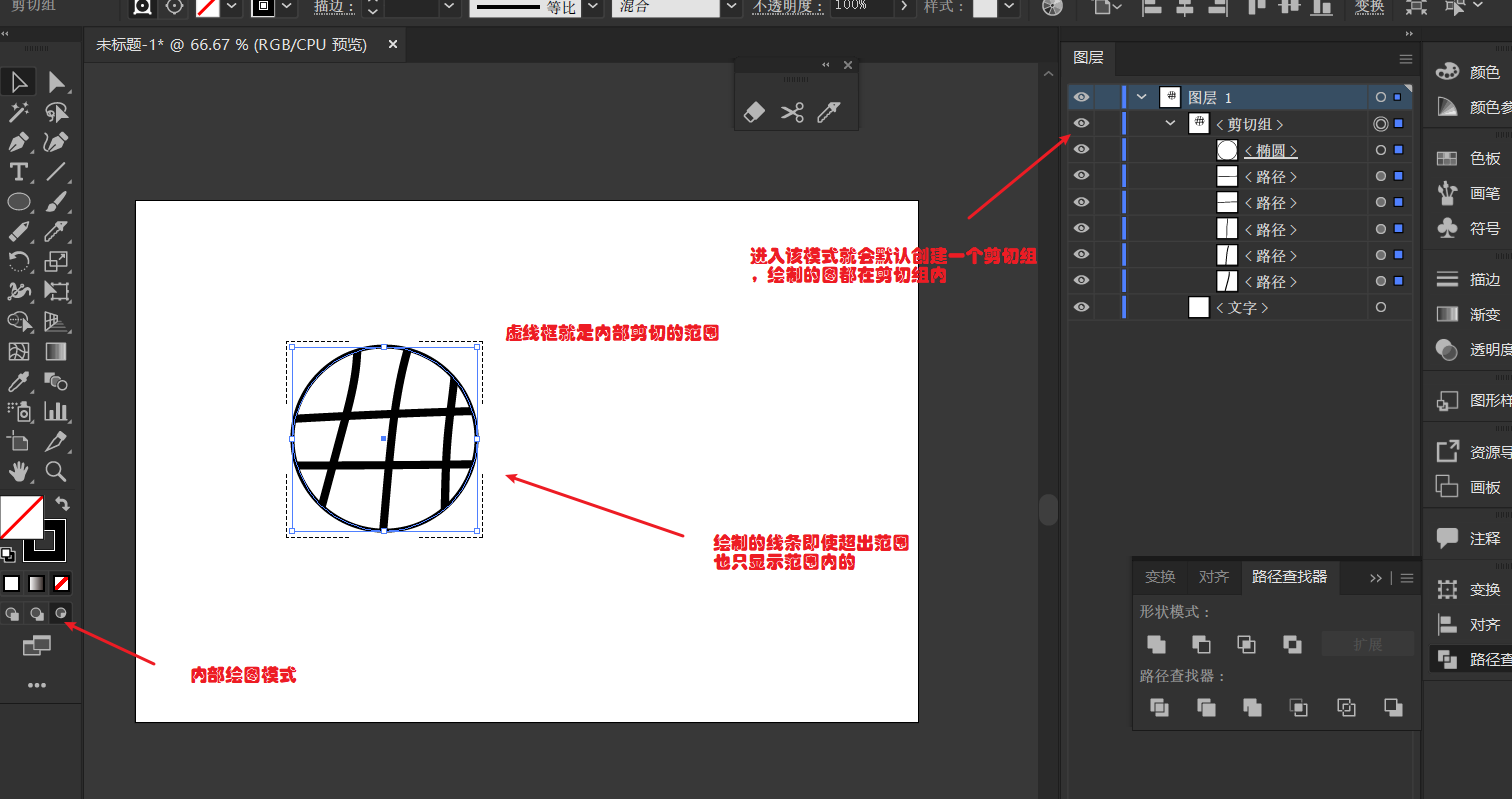 剪切组
描边：
等比
混合
不透明度：
100%
样式：
变换
未标题-1* @ 66.67 % (RGB/CPU 预览)
图层
图层 1
<剪切组>
<椭圆>
<路径>
<路径>
<路径>
<路径>
<路径>
<文字>
颜色
颜色参
色板
画笔
符号
描边
渐变
透明度
图形样
资源导
画板
注释
变换
对齐
路径查
进入该模式就会默认创建一个剪切组
，绘制的图都在剪切组内
虚线框就是内部剪切的范围
绘制的线条即使超出范围
也只显示范围内的
内部绘图模式
变换 对齐 路径查找器
形状模式：
扩展
路径查找器：